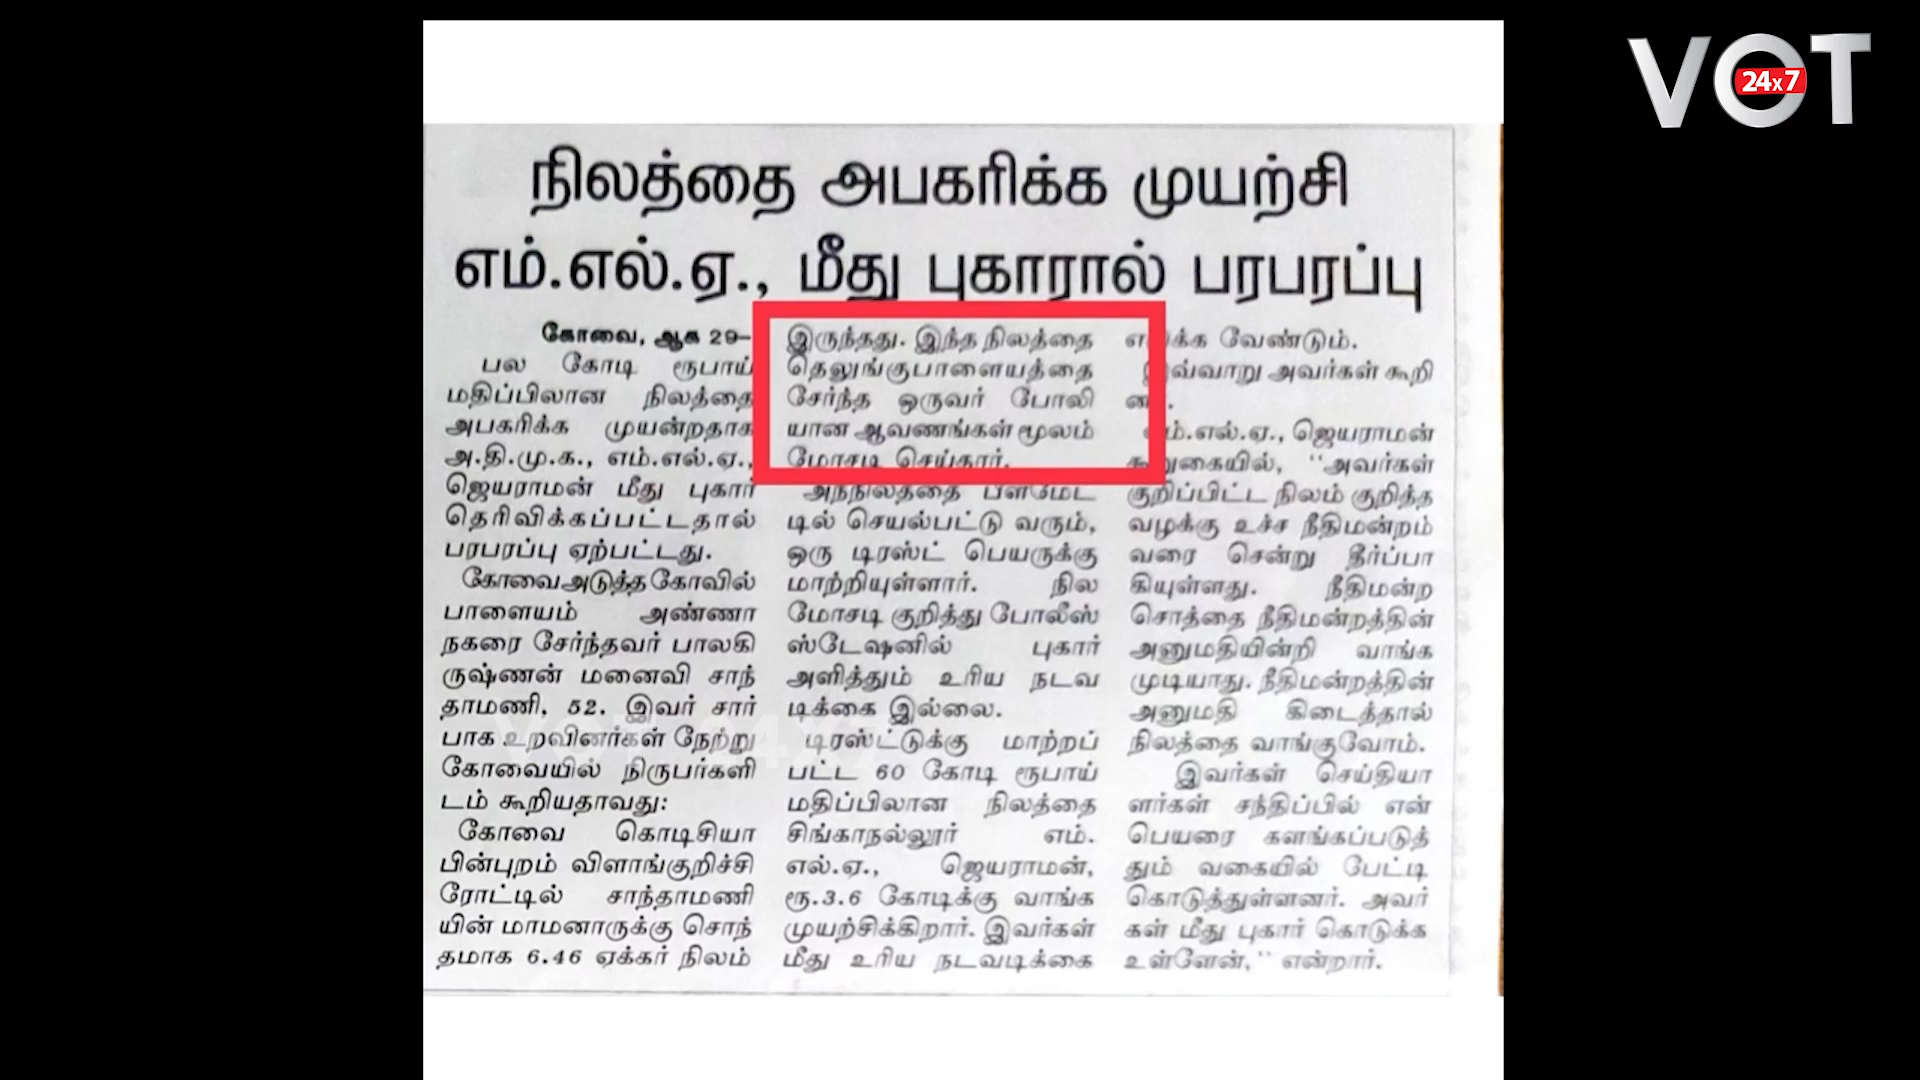 VOT
24x7
நிலத்தை அபகரிக்க முயற்சி
எம்.எல்.ஏ., மீது புகாரால் பரபரப்பு
கோவை, ஆக 29–
பல கோடி ரூபாய்
மதிப்பிலான நிலத்தை
அபகரிக்க முயன்றதாக
அ.தி.மு.க., எம்.எல்.ஏ.,
ஜெயராமன் மீது புகார்
தெரிவிக்கப்பட்டதால்
பரபரப்பு ஏற்பட்டது.
கோவை அடுத்த கோவில்
பாளையம் அண்ணா
நகரை சேர்ந்தவர் பாலகி
ருஷ்ணன் மனைவி சாந்
தாமணி, 52. இவர் சார்
பாக உறவினர்கள் நேற்று
கோவையில் நிருபர்களி
டம் கூறியதாவது:
கோவை கொடிசியா
பின்புறம் விளாங்குறிச்சி
ரோட்டில் சாந்தாமணி
யின் மாமனாருக்கு சொந்
தமாக 6.46 ஏக்கர் நிலம்
இருந்தது. இந்த நிலத்தை
தெலுங்குபாளையத்தை
சேர்ந்த ஒருவர் போலி
யான ஆவணங்கள் மூலம்
மோசடி செய்தார்.
அந்நிலத்தை பீளமேட்
டில் செயல்பட்டு வரும்,
ஒரு டிரஸ்ட் பெயருக்கு
மாற்றியுள்ளார். நில
மோசடி குறித்து போலீஸ்
ஸ்டேஷனில் புகார்
அளித்தும் உரிய நடவ
டிக்கை இல்லை.
டிரஸ்ட்டுக்கு மாற்றப்
பட்ட 60 கோடி ரூபாய்
மதிப்பிலான நிலத்தை
சிங்காநல்லூர் எம்.
எல்.ஏ., ஜெயராமன்,
ரூ.3.6 கோடிக்கு வாங்க
முயற்சிக்கிறார். இவர்கள்
மீது உரிய நடவடிக்கை
வேண்டும்.
இவ்வாறு அவர்கள் கூறி
எம்.எல்.ஏ., ஜெயராமன்
கூறுகையில், "அவர்கள்
குறிப்பிட்ட நிலம் குறித்த
வழக்கு உச்ச நீதிமன்றம்
வரை சென்று தீர்ப்பா
கியுள்ளது. நீதிமன்ற
சொத்தை நீதிமன்றத்தின்
அனுமதியின்றி வாங்க
முடியாது. நீதிமன்றத்தின்
அனுமதி கிடைத்தால்
நிலத்தை வாங்குவோம்.
இவர்கள் செய்தியா
ளர்கள் சந்திப்பில் என்
பெயரை களங்கப்படுத்
தும் வகையில் பேட்டி
கொடுத்துள்ளனர். அவர்
கள் மீது புகார் கொடுக்க
உள்ளேன்," என்றார்.